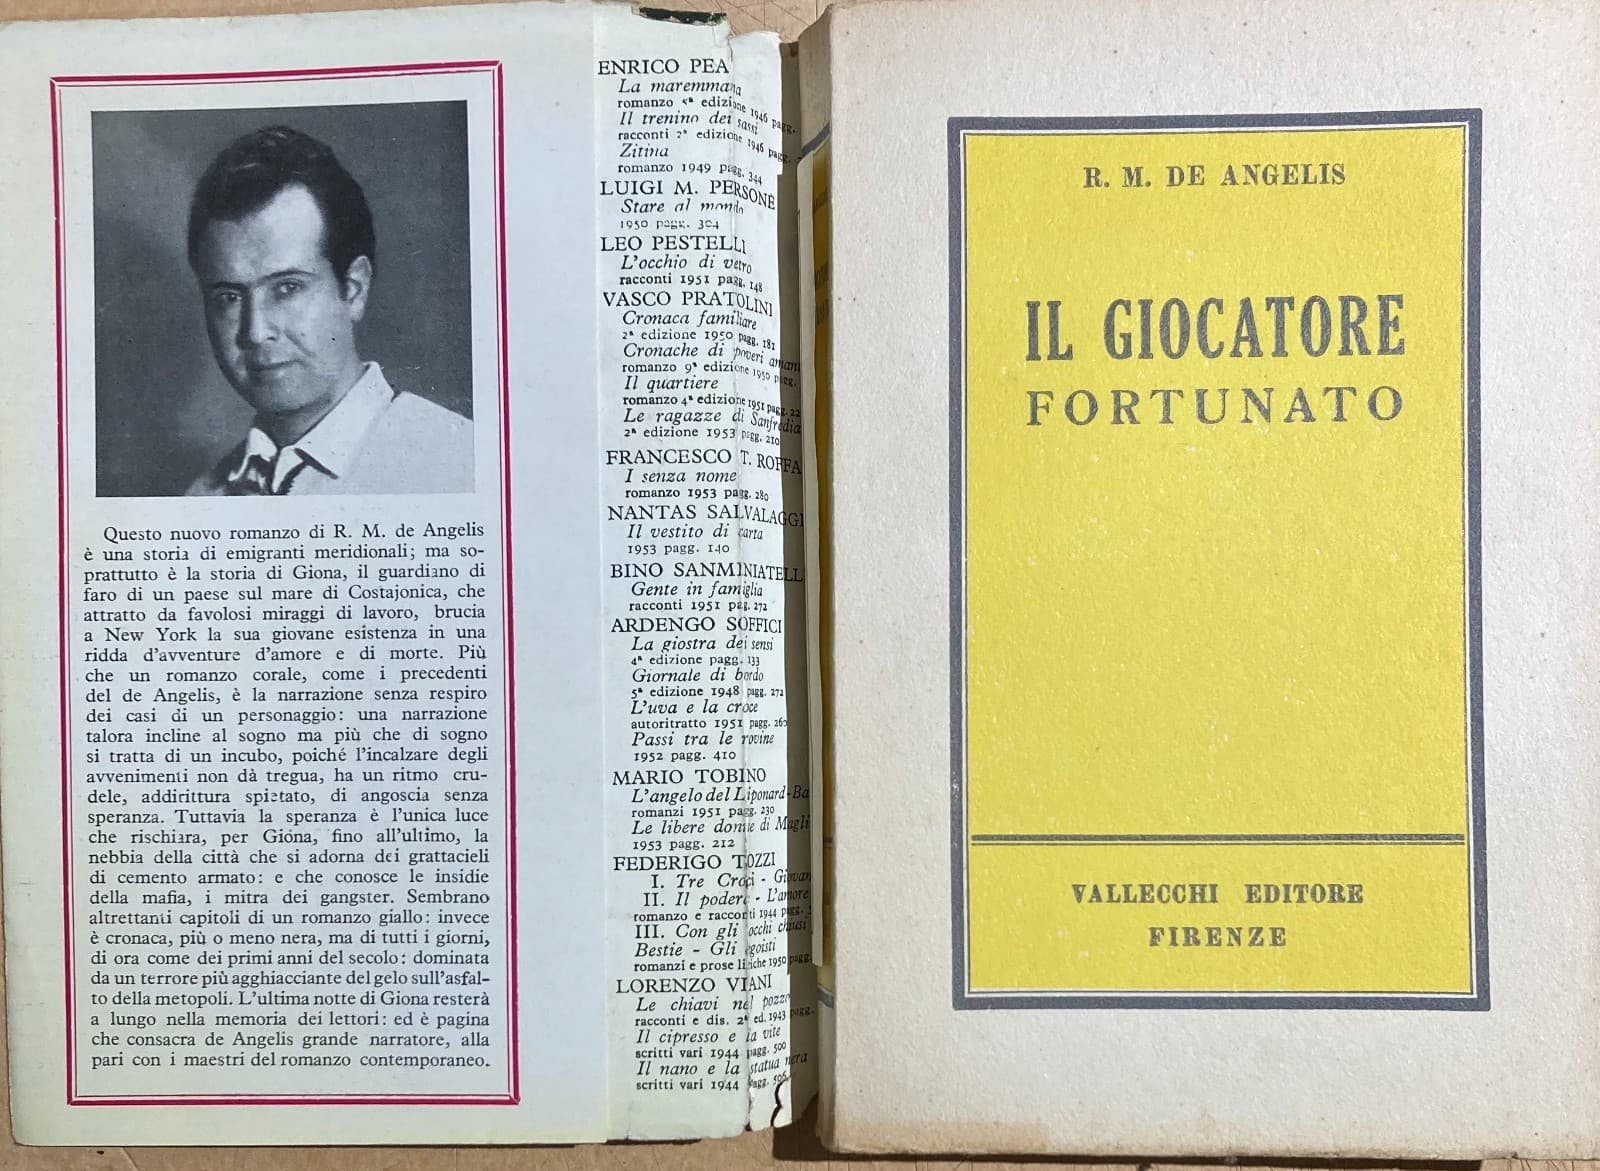 Questo nuovo romanzo di R. M. de Angelis
è una storia di emigranti meridionali; ma so-
prattutto è la storia di Giona, il guardiano di
faro di un paese sul mare di Costajonica, che
attratto da favolosi miraggi di lavoro, brucia
a New York la sua giovane esistenza in una
ridda d'avventure d'amore e di morte. Più
che un romanzo corale, come i precedenti
del de Angelis, è la narrazione senza respiro
dei casi di un personaggio: una narrazione
talora incline al sogno ma più che di sogno
si tratta di un incubo, poiché l'incalzare degli
avvenimenti non dà tregua, ha un ritmo cru-
dele, addirittura spietato, di angoscia senza
speranza. Tuttavia la speranza è l'unica luce
che rischiara, per Giona, fino all'ultimo, la
nebbia della città che si adorna dei grattacieli
di cemento armato: e che conosce le insidie
della mafia, i mitra dei gangster. Sembrano
altrettanti capitoli di un romanzo giallo: invece
è cronaca, più o meno nera, ma di tutti i giorni,
di ora come dei primi anni del secolo: dominata
da un terrore più agghiacciante del gelo sull'asfal-
to della metopoli. L'ultima notte di Giona resterà
a lungo nella memoria dei lettori: ed è pagina
che consacra de Angelis grande narratore, alla
pari con i maestri del romanzo contemporaneo.
ENRICO PEA
La maremmana
romanzo 5ª edizione 1946 pagg.
Il trenino dei sassi
racconti 2ª edizione 1946 pagg.
Zitina
romanzo 1949 pagg. 344
LUIGI M. PERSONÈ
Stare al mondo
1950 pagg. 304
LEO PESTELLI
L'occhio di vetro
racconti 1951 pagg. 148
VASCO PRATOLINI
Cronaca familiare
2ª edizione 1950 pagg. 181
Cronache di poveri amanti
romanzo 9ª edizione 1950 pagg.
Il quartiere
romanzo 4ª edizione 1951 pagg. 22
Le ragazze di Sanfredia
2ª edizione 1953 pagg. 210
FRANCESCO T. ROFFA
I senza nome
romanzo 1953 pagg. 280
NANTAS SALVALAGGI
Il vestito di carta
1953 pagg. 140
BINO SANMINIATELL
Gente in famiglia
racconti 1951 pagg. 272
ARDENGO SOFFICI
La giostra dei sensi
4ª edizione pagg. 133
Giornale di bordo
5ª edizione 1948 pagg. 272
L'uva e la croce
autoritratto 1951 pagg. 260
Passi tra le rovine
1952 pagg. 410
MARIO TOBINO
L'angelo del Liponard-Ba
romanzi 1951 pagg. 230
Le libere donne di Magli
1953 pagg. 212
FEDERIGO TOZZI
I. Tre Croci - Giovan
II. Il podere - L'amore
romanzo e racconti 1944 pagg.
III. Con gli occhi chiusi
Bestie - Gli egoisti
romanzi e prose liriche 1950 pagg.
LORENZO VIANI
Le chiavi nel pozzo
racconti e dis. 2ª ed. 1943 pagg.
Il cipresso e la vite
scritti vari 1944 pagg. 500
Il nano e la statua nera
scritti vari 1944 pagg. 506
R. M. DE ANGELIS
IL GIOCATORE
FORTUNATO
VALLECCHI EDITORE
FIRENZE